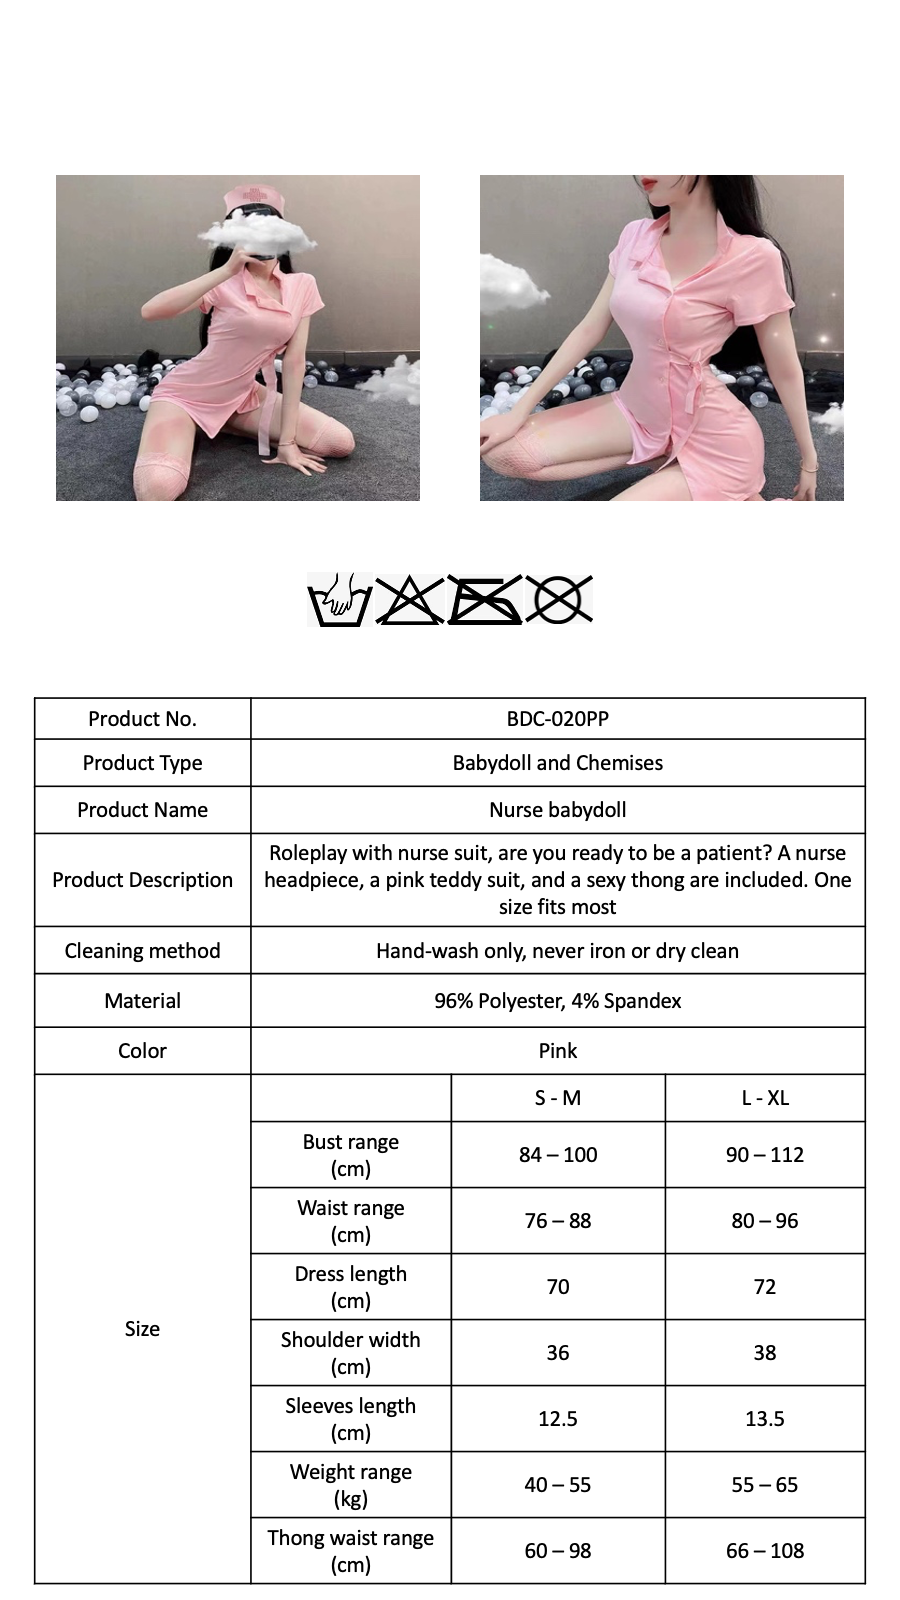 Product No.
BDC-020PP
Product Type
Babydoll and Chemises
Product Name
Nurse babydoll
Product Description
Roleplay with nurse suit, are you ready to be a patient? A nurse
headpiece, a pink teddy suit, and a sexy thong are included. One
size fits most
Cleaning method
Hand-wash only, never iron or dry clean
Material
96% Polyester, 4% Spandex
Color
Pink
Size
S - M
L - XL
Bust range
(cm)
84 – 100
90 – 112
Waist range
(cm)
76 – 88
80 – 96
Dress length
(cm)
70
72
Shoulder width
(cm)
36
38
Sleeves length
(cm)
12.5
13.5
Weight range
(kg)
40 – 55
55 – 65
Thong waist range
(cm)
60 – 98
66 – 108